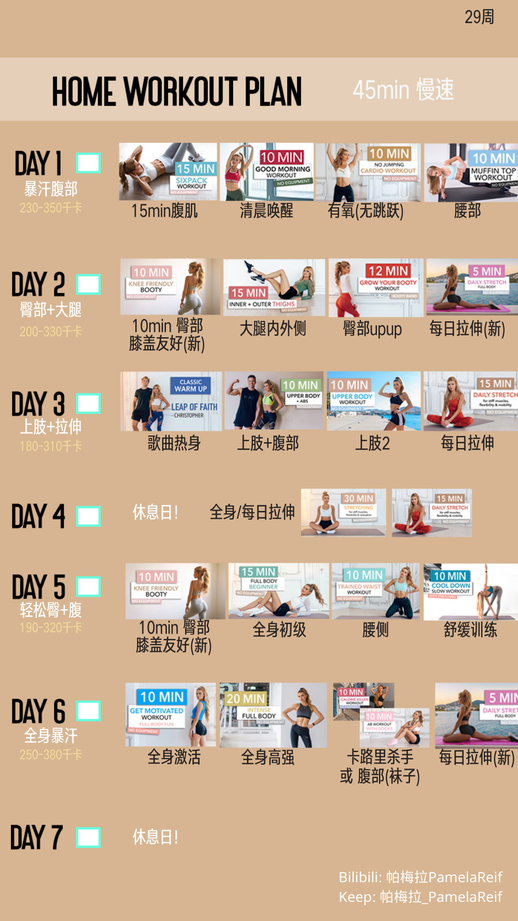 29周
HOME WORKOUT PLAN
45min 慢速
DAY 1
暴汗腹部
230-350千卡
15 MIN
SIXPACK
WORKOUT
10 MIN
GOOD MORNING
WORKOUT
NO EQUIPMENT
10 MIN
NO JUMPING
CARDIO WORKOUT
NO EQUIPMENT
10 MIN
MUFFIN TOP
WORKOUT
NO EQUIPMENT
15min腹肌
清晨唤醒
有氧(无跳跃)
腰部
DAY 2
臀部+大腿
200-330千卡
10 MIN
KNEE FRIENDLY
BOOTY
15 MIN
INNER + OUTER THIGHS
12 MIN
GROW YOUR BOOTY
WORKOUT
5 MIN
DAILY STRETCH
FULL BODY
10min 臀部
膝盖友好(新)
大腿内外侧
臀部upup
每日拉伸(新)
DAY 3
上肢+拉伸
180-310千卡
CLASSIC
WARM UP
LEAP OF FAITH
CHRISTOPHER
10 MIN
UPPER BODY
+ ABS
10 MIN
UPPER BODY
WORKOUT
15 MIN
DAILY STRETCH
for stiff muscles,
flexibility & mobility
歌曲热身
上肢+腹部
上肢2
每日拉伸
DAY 4
休息日!
全身/每日拉伸
30 MIN
STRETCHING
for stiff muscles,
15 MIN
DAILY STRETCH
for stiff muscles,
flexibility & mobility
DAY 5
轻松臀+腹
190-320千卡
10 MIN
KNEE FRIENDLY
BOOTY
15 MIN
FULL BODY
BEGINNER
10 MIN
TRAINED WAIST
WORKOUT
10 MIN
COOL DOWN
SLOW WORKOUT
10min 臀部
膝盖友好(新)
全身初级
腰侧
舒缓训练
DAY 6
全身暴汗
250-380千卡
10 MIN
GET MOTIVATED
WORKOUT
FULL BODY FUN
20 MIN
INTENSE
FULL BODY
10 MIN
CALORIE KILLER
10 MIN
AB WORKOUT
WITH SOCKS
5 MIN
DAILY STRETCH
FULL BODY
全身激活
全身高强
卡路里杀手
或 腹部(袜子)
每日拉伸(新)
DAY 7
休息日!
Bilibili: 帕梅拉PamelaReif
Keep: 帕梅拉_PamelaReif